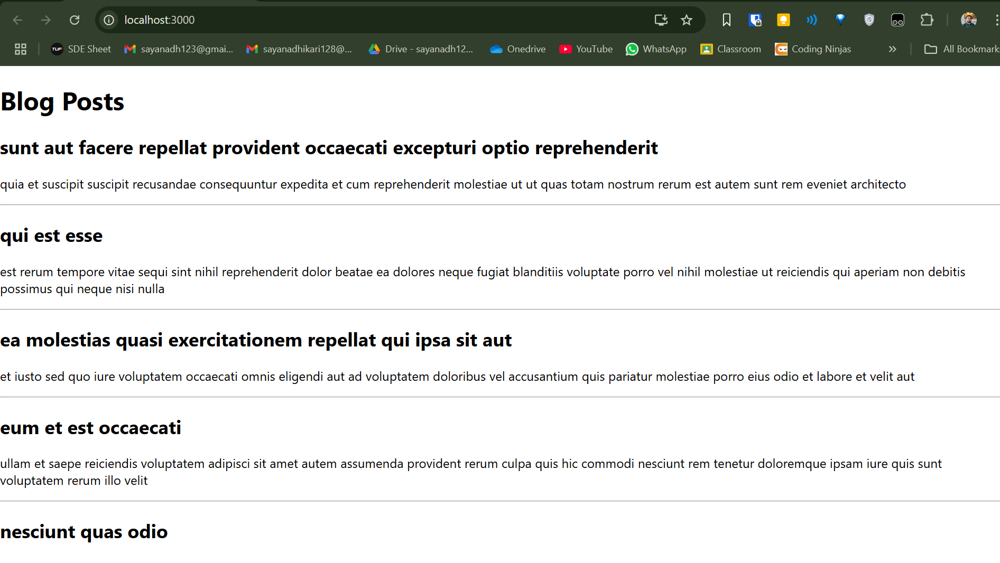 localhost:3000
SDE Sheet
sayanadh123@gmai...
sayanadhikari128@...
Drive - sayanadh12...
Onedrive
YouTube
WhatsApp
Classroom
Coding Ninjas
All Bookmarks
Blog Posts
sunt aut facere repellat provident occaecati excepturi optio reprehenderit
quia et suscipit suscipit recusandae consequuntur expedita et cum reprehenderit molestiae ut ut quas totam nostrum rerum est autem sunt rem eveniet architecto
qui est esse
est rerum tempore vitae sequi sint nihil reprehenderit dolor beatae ea dolores neque fugiat blanditiis voluptate porro vel nihil molestiae ut reiciendis qui aperiam non debitis
possimus qui neque nisi nulla
ea molestias quasi exercitationem repellat qui ipsa sit aut
et iusto sed quo iure voluptatem occaecati omnis eligendi aut ad voluptatem doloribus vel accusantium quis pariatur molestiae porro eius odio et labore et velit aut
eum et est occaecati
ullam et saepe reiciendis voluptatem adipisci sit amet autem assumenda provident rerum culpa quis hic commodi nesciunt rem tenetur doloremque ipsam iure quis sunt
voluptatem rerum illo velit
nesciunt quas odio